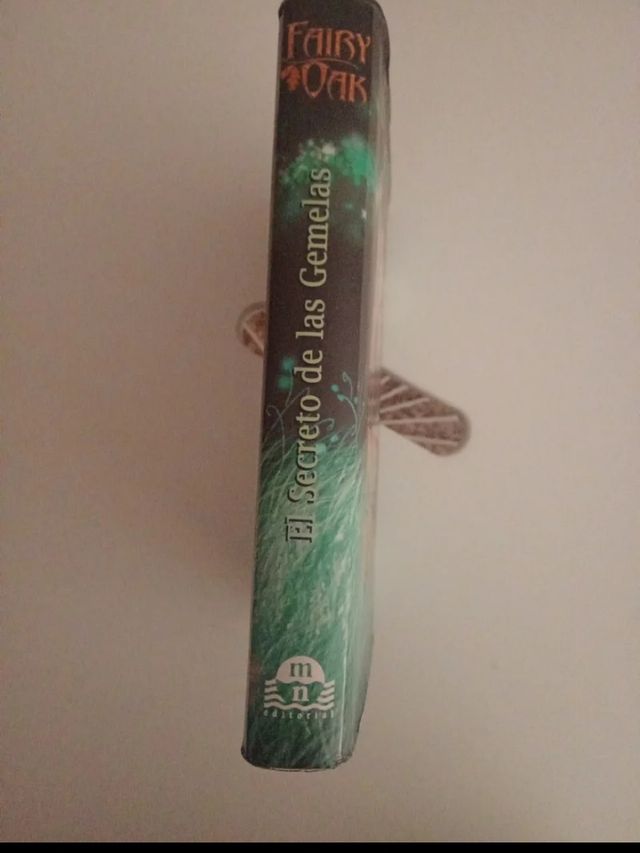 FAIRY
OAK
El Secreto de las Gemelas
m
n
editorial